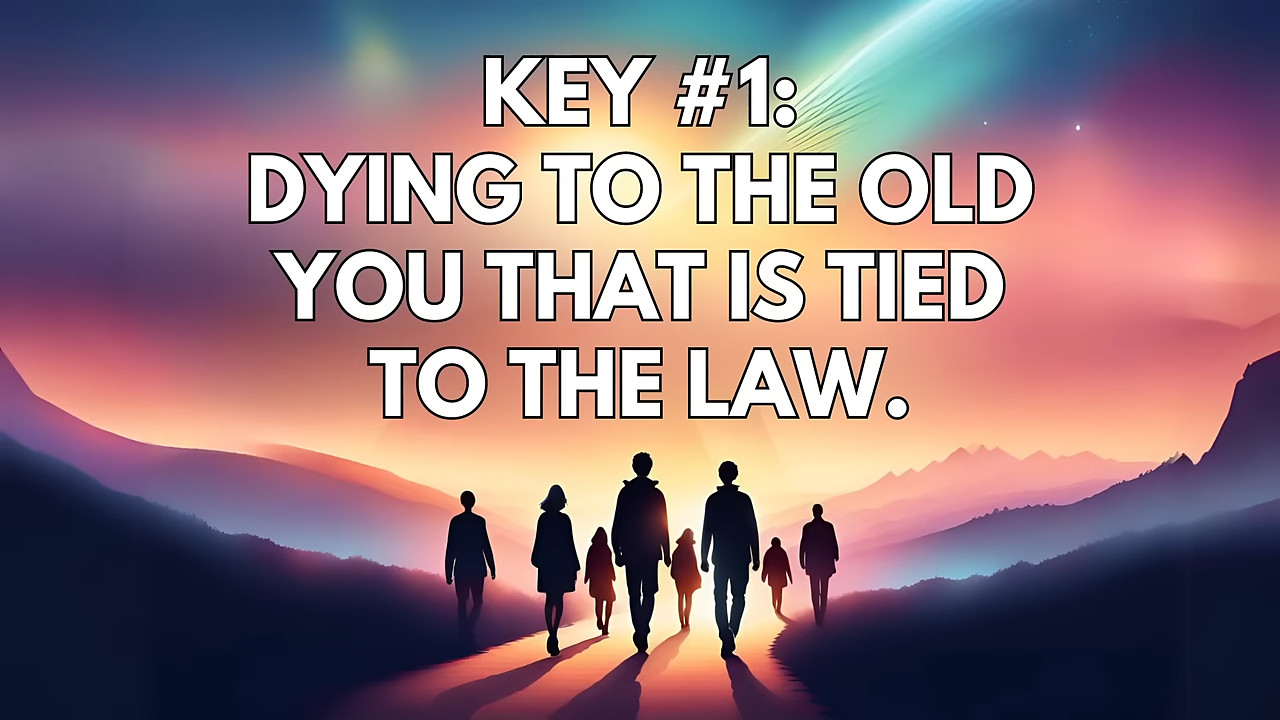 KEY #1:
DYING TO THE OLD
YOU THAT IS TIED
TO THE LAW.